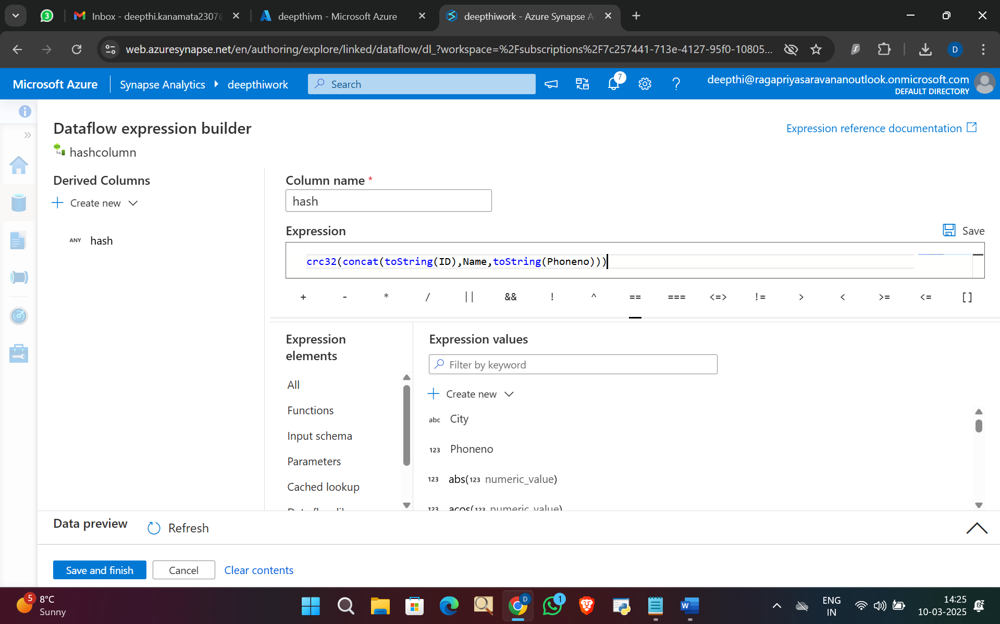 3
Inbox - deepthi.kanamata2307@
deepthivm - Microsoft Azure
deepthiwork - Azure Synapse A
web.azuresynapse.net/en/authoring/explore/linked/dataflow/dl_?workspace=%2Fsubscriptions%2F7c257441-713e-4127-95f0-10805...
D
Microsoft Azure
Synapse Analytics
deepthiwork
Search
7
deepthi@ragapriyasaravananoutlook.onmicrosoft.com
DEFAULT DIRECTORY
Dataflow expression builder
Expression reference documentation
hashcolumn
Derived Columns
Create new
ANY hash
Column name *
hash
Expression
Save
crc32(concat(toString(ID),Name,toString(Phoneno)))
+ - * / || && ! ^ == === <=> != > < >= <= []
Expression elements
All
Functions
Input schema
Parameters
Cached lookup
Expression values
Filter by keyword
Create new
abc City
123 Phoneno
123 abs(123 numeric_value)
123 acos(123 numeric_value)
Data preview
Refresh
Save and finish
Cancel
Clear contents
5
8°C
Sunny
D
1
W
ENG
IN
14:25
10-03-2025